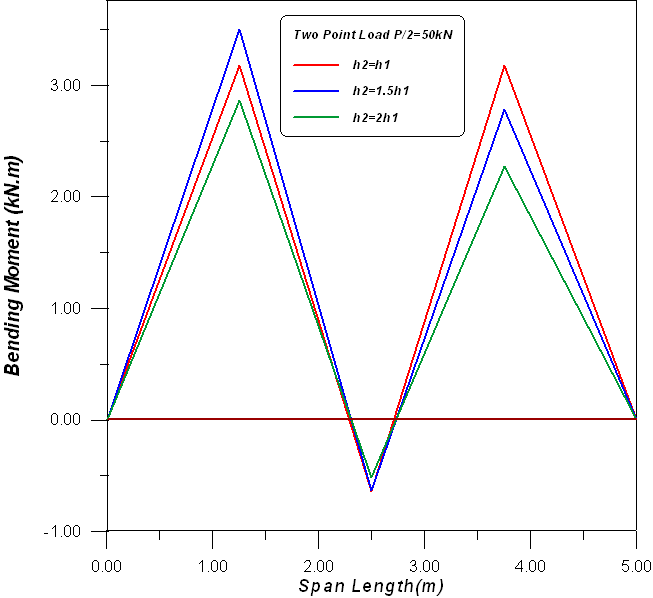 Two Point Load P/2=50kN
h2=h1
h2=1.5h1
h2=2h1
Bending Moment (kN.m)
3.00
2.00
1.00
0.00
-1.00
0.00 1.00 2.00 3.00 4.00 5.00
Span Length(m)